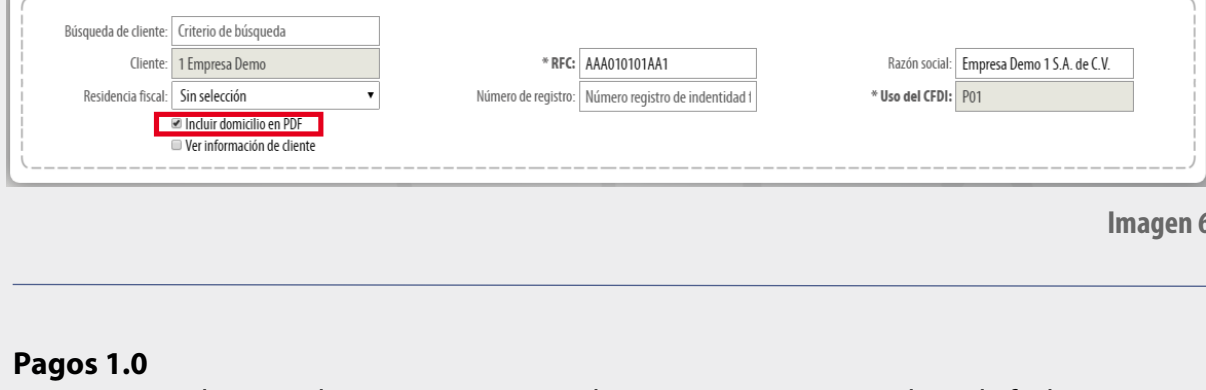 Búsqueda de cliente: Criterio de búsqueda
Cliente: 1 Empresa Demo * RFC: AAA010101AA1 Razón social: Empresa Demo 1 S.A. de C.V.
Residencia fiscal: Sin selección Número de registro: Número registro de indentidad f * Uso del CFDI: P01
Incluir domicilio en PDF
Ver información de cliente
Imagen 6
Pagos 1.0